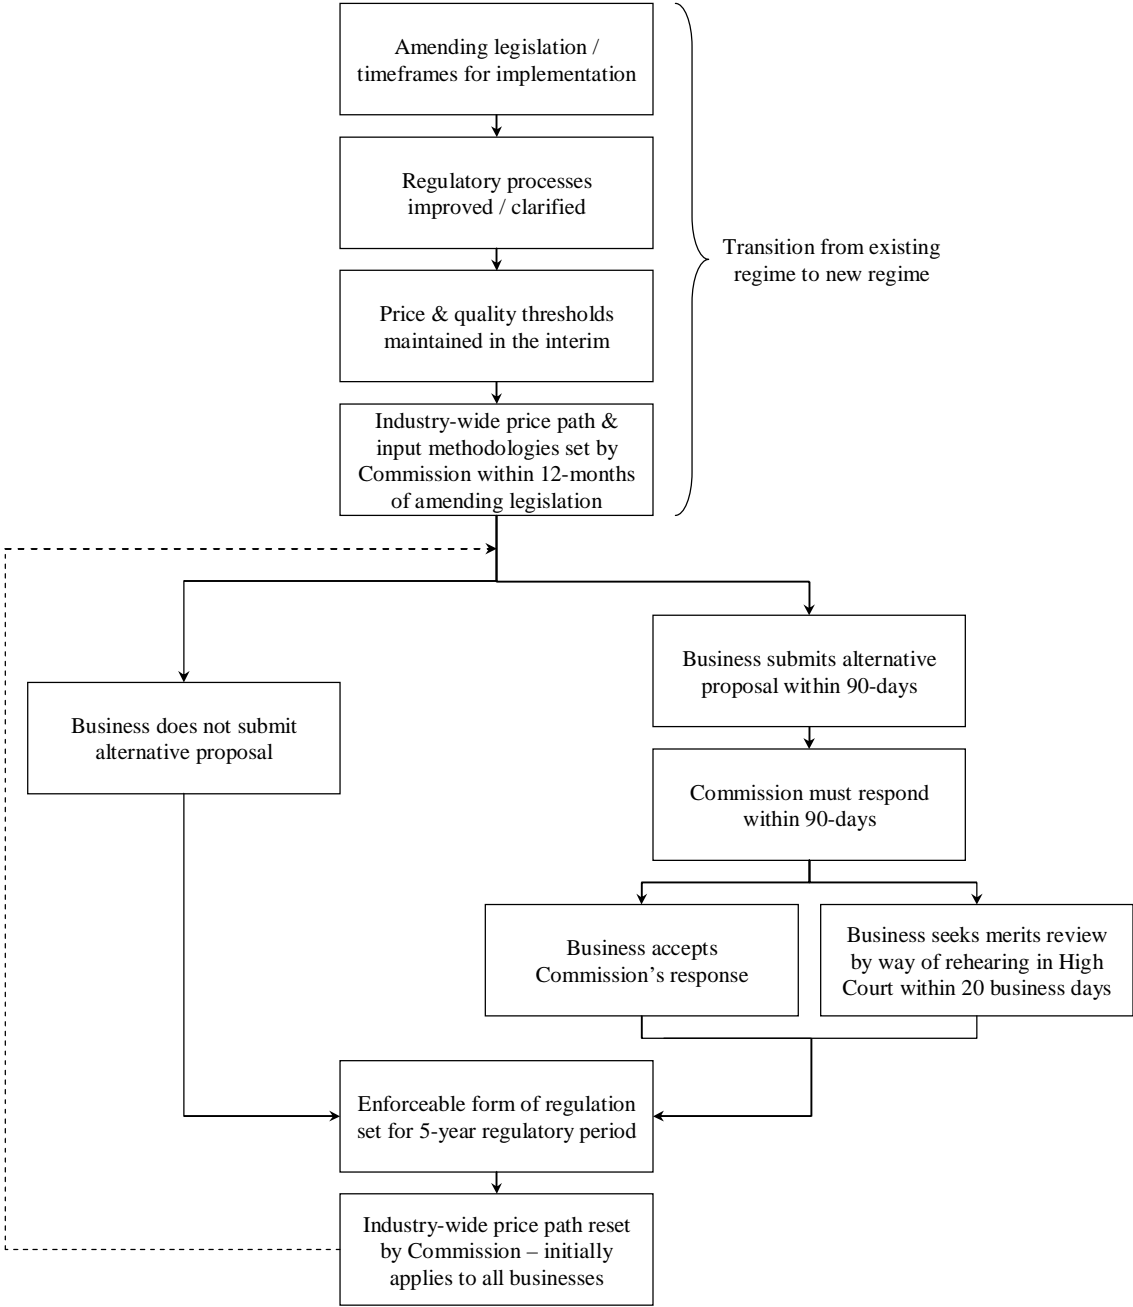 Amending legislation /
timeframes for implementation
Regulatory processes
improved / clarified
Transition from existing
regime to new regime
Price & quality thresholds
maintained in the interim
Industry-wide price path &
input methodologies set by
Commission within 12-months
of amending legislation
Business submits alternative
proposal within 90-days
Business does not submit
alternative proposal
Commission must respond
within 90-days
Business accepts
Commission’s response
Business seeks merits review
by way of rehearing in High
Court within 20 business days
Enforceable form of regulation
set for 5-year regulatory period
Industry-wide price path reset
by Commission – initially
applies to all businesses